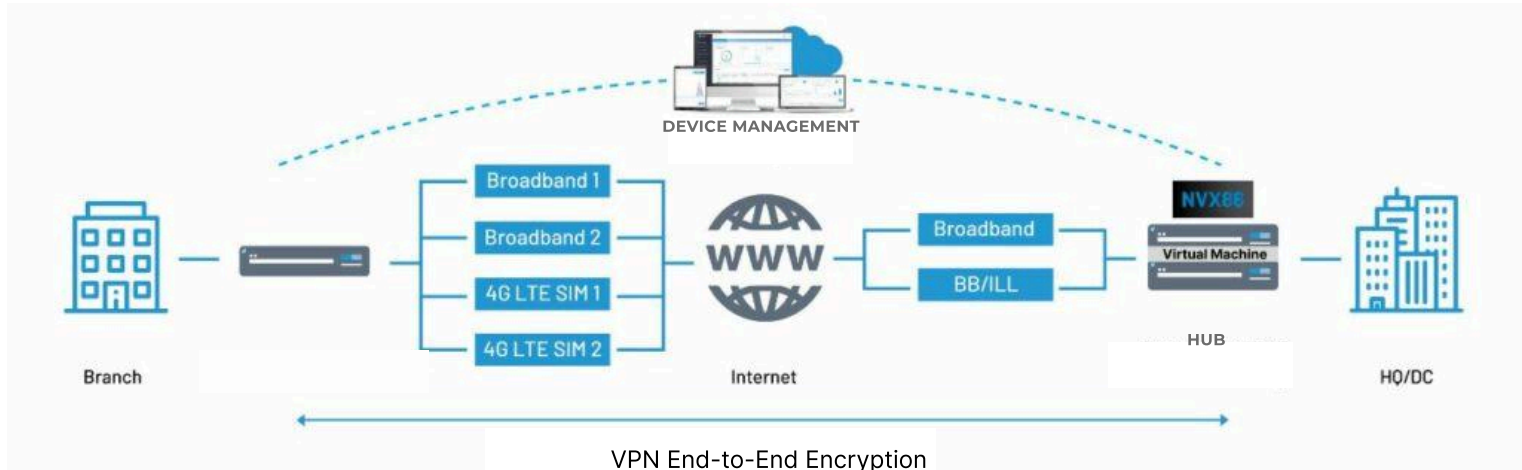 DEVICE MANAGEMENT
Broadband 1
Broadband 2
4G LTE SIM 1
4G LTE SIM 2
WWW
Broadband
BB/ILL
NVX86
Virtual Machine
HUB
Branch
Internet
HQ/DC
VPN End-to-End Encryption